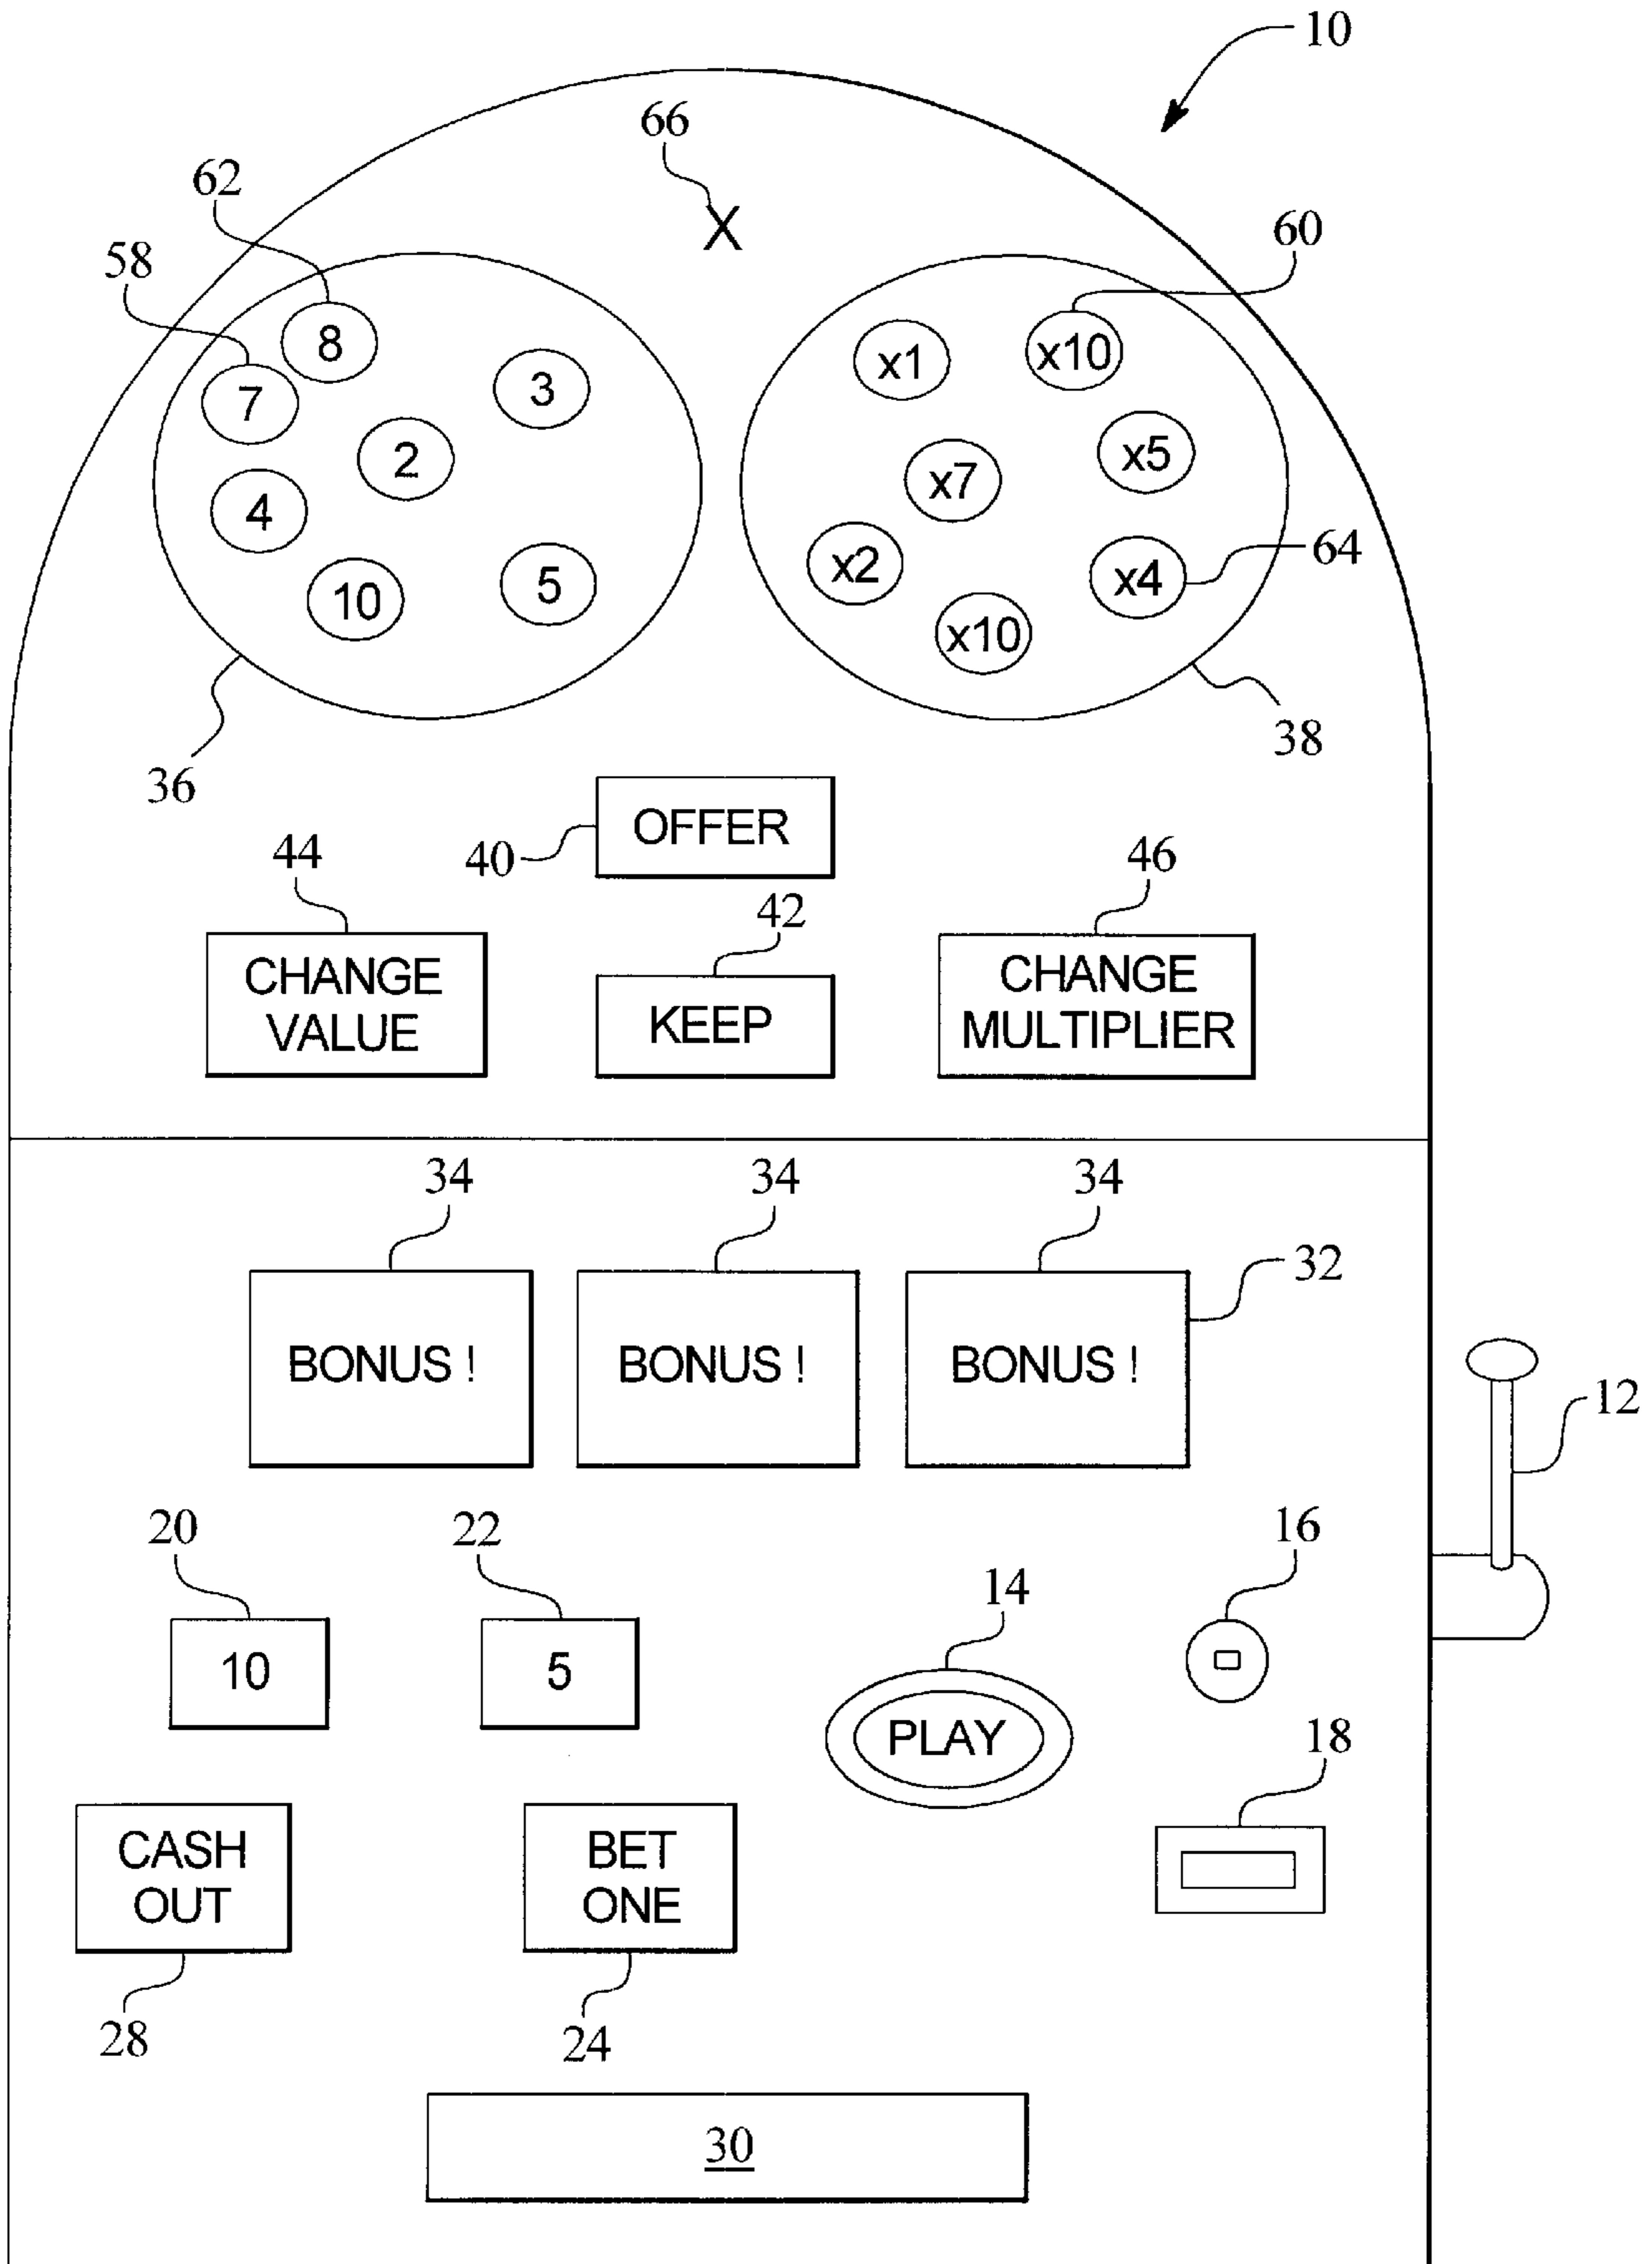 10
66
X
62
60
58
8
x1
x10
3
7
2
x5
x7
4
x2
64
x4
5
10
x10
38
36
OFFER
44
40
46
42
CHANGE
VALUE
KEEP
CHANGE
MULTIPLIER
34
34
34
32
BONUS !
BONUS !
BONUS !
12
20
22
16
14
10
5
PLAY
18
CASH
OUT
BET
ONE
28
24
30